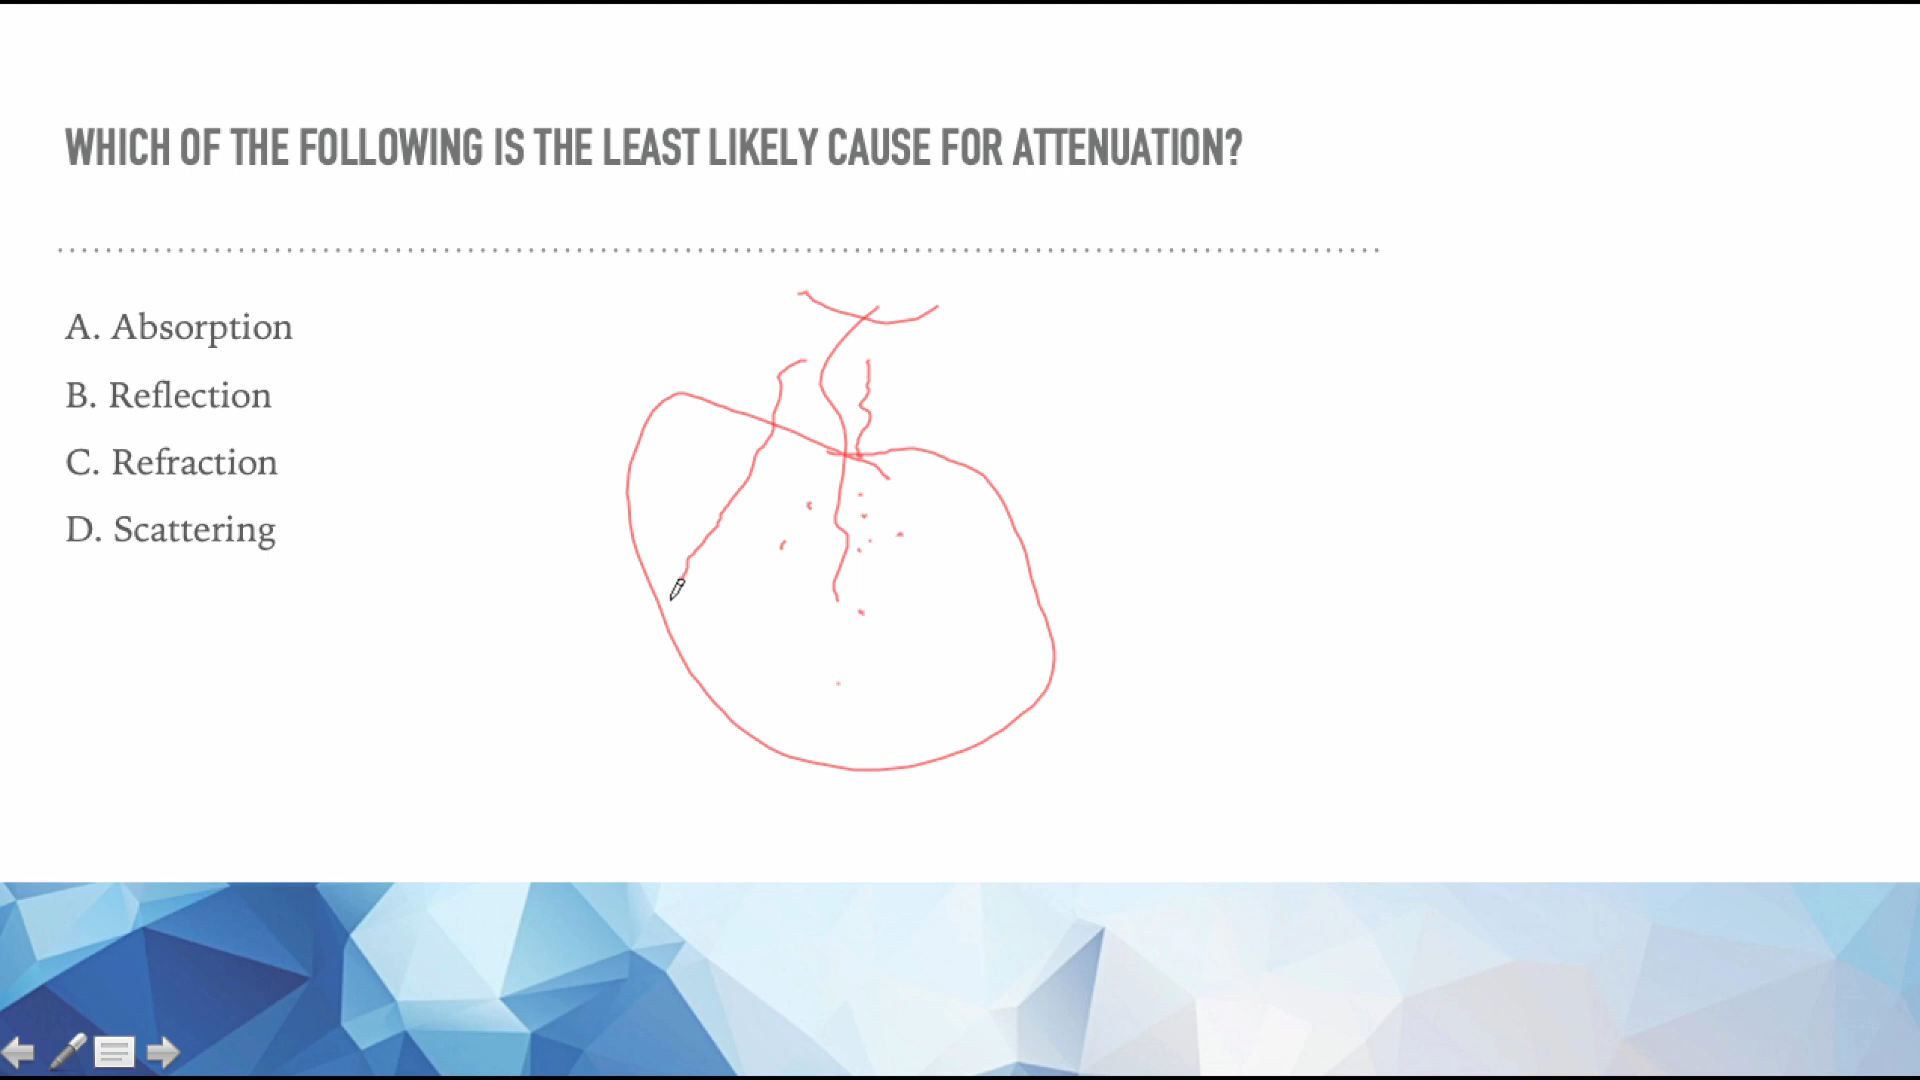 WHICH OF THE FOLLOWING IS THE LEAST LIKELY CAUSE FOR ATTENUATION?
A. Absorption
B. Reflection
C. Refraction
D. Scattering